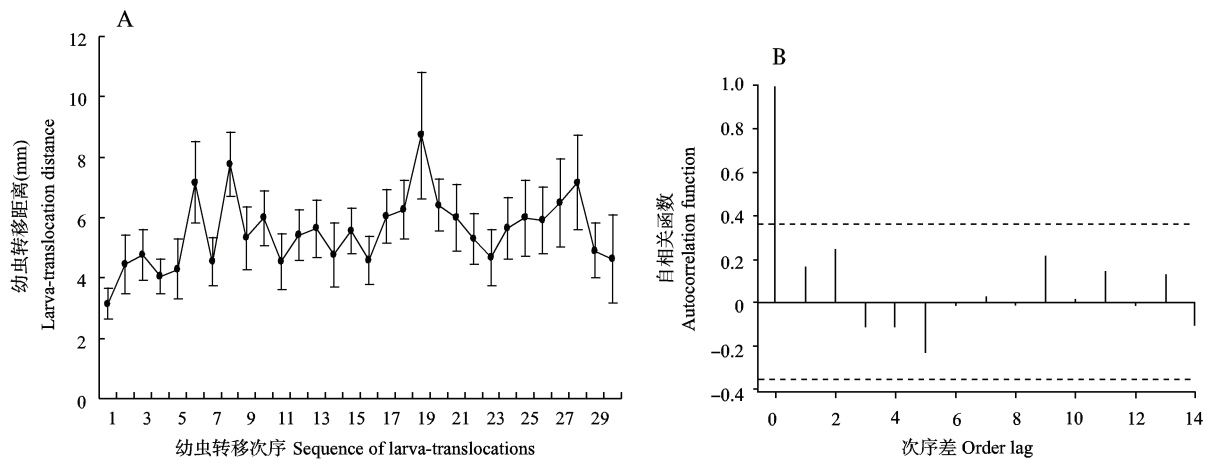 A
12
10
8
6
4
2
0
幼虫转移距离(mm)
Larva-translocation distance
1 3 5 7 9 11 13 15 17 19 21 23 25 27 29
幼虫转移次序 Sequence of larva-translocations
B
1.0
0.8
0.6
0.4
0.2
0
−0.2
−0.4
自相关函数
Autocorrelation function
0 2 4 6 8 10 12 14
次序差 Order lag